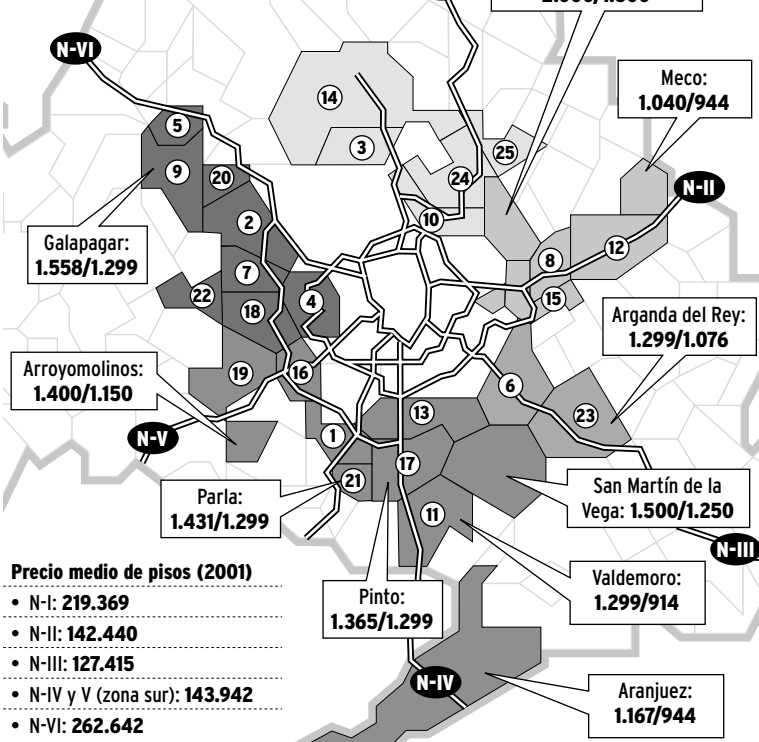 N-VI
Meco:
1.040/944
14
5
3
25
9
20
24
N-II
2
10
Galapagar:
1.558/1.299
8
12
7
22
4
15
18
Arganda del Rey:
1.299/1.076
Arroyomolinos:
1.400/1.150
19
16
6
23
13
N-V
1
17
21
San Martín de la
Vega: 1.500/1.250
Parla:
1.431/1.299
11
N-III
Precio medio de pisos (2001)
• N-I: 219.369
• N-II: 142.440
• N-III: 127.415
• N-IV y V (zona sur): 143.942
• N-VI: 262.642
Pinto:
1.365/1.299
Valdemoro:
1.299/914
N-IV
Aranjuez:
1.167/944